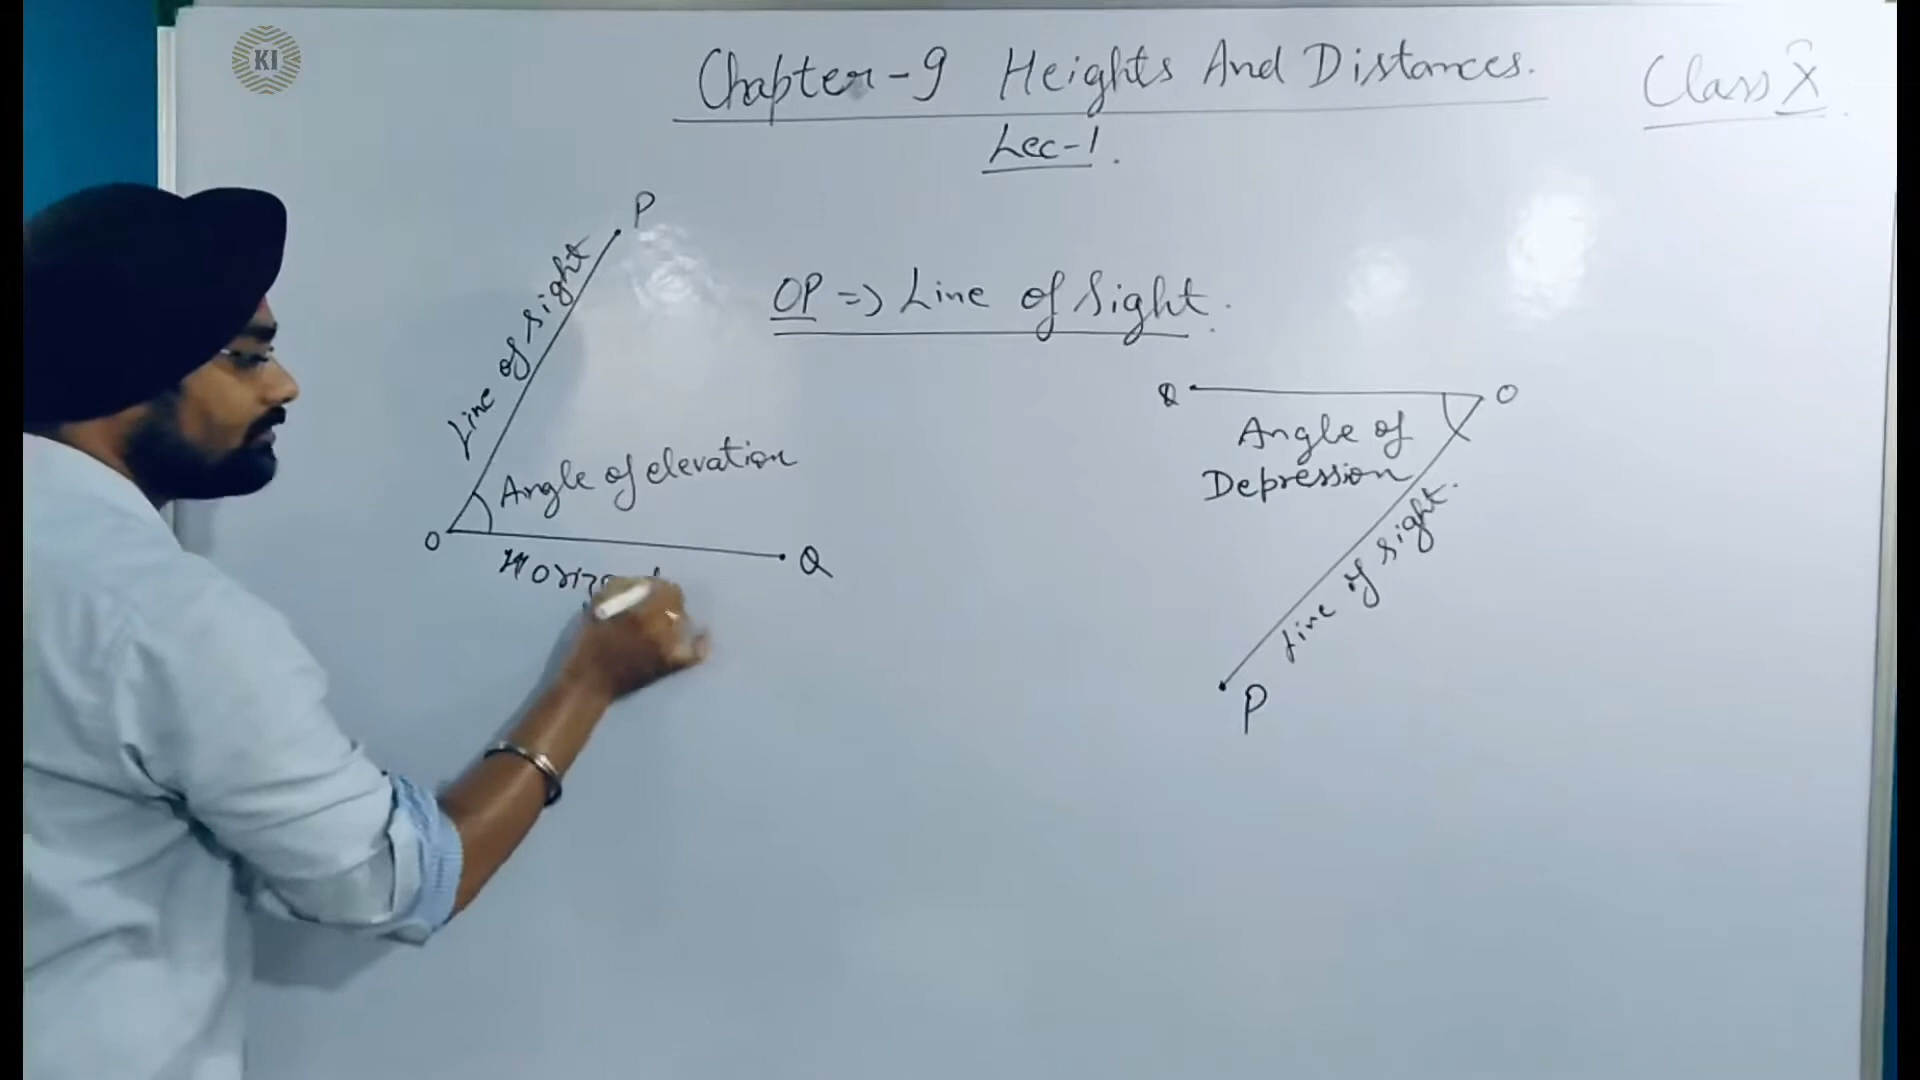 KI
Chapter-9 Heights And Distances.
Class X
Lec-1.
P
Line of sight
OP => Line of Sight.
Angle of elevation
O
Q
Q
O
Angle of
Depression
Line of sight.
P